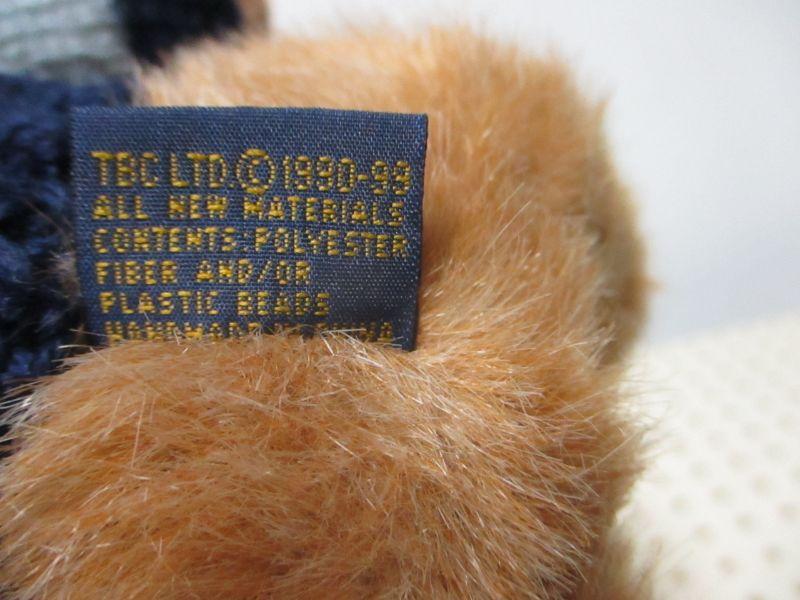 TBC LTD.© 1990-99
ALL NEW MATERIALS
CONTENTS: POLYESTER
FIBER AND/OR
PLASTIC BEADS
HANDMADE